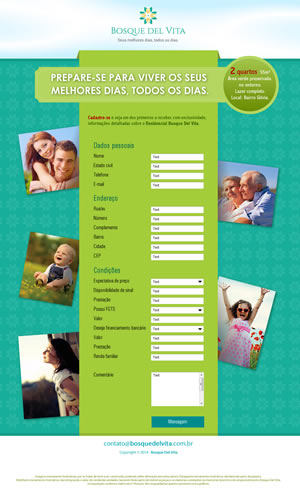 BOSQUE DEL VITA
Seus melhores dias, todos os dias.
PREPARE-SE PARA VIVER OS SEUS
MELHORES DIAS, TODOS OS DIAS.
2 quartos 55m²
Área verde preservada
no entorno.
Lazer completo.
Local: Bairro Glória.
Cadastre-se e seja um dos primeiros a receber, com exclusividade,
informações detalhadas sobre o Residencial Bosque Del Vita.
Dados pessoais
Nome Text
Estado civil Text
Telefone Text
E-mail Text
Endereço
Rua/av Text
Número Text
Complemento Text
Bairro Text
Cidade Text
CEP Text
Condições
Expectativa de preço Text
Disponibilidade de sinal Text
Prestação Text
Possui FGTS Text
Valor Text
Deseja financiamento bancário Text
Valor Text
Prestação Text
Renda familiar Text
Comentário Text
Mensagem
contato@bosquedelvita.com.br
Copyright © 2014 - Bosque Del Vita